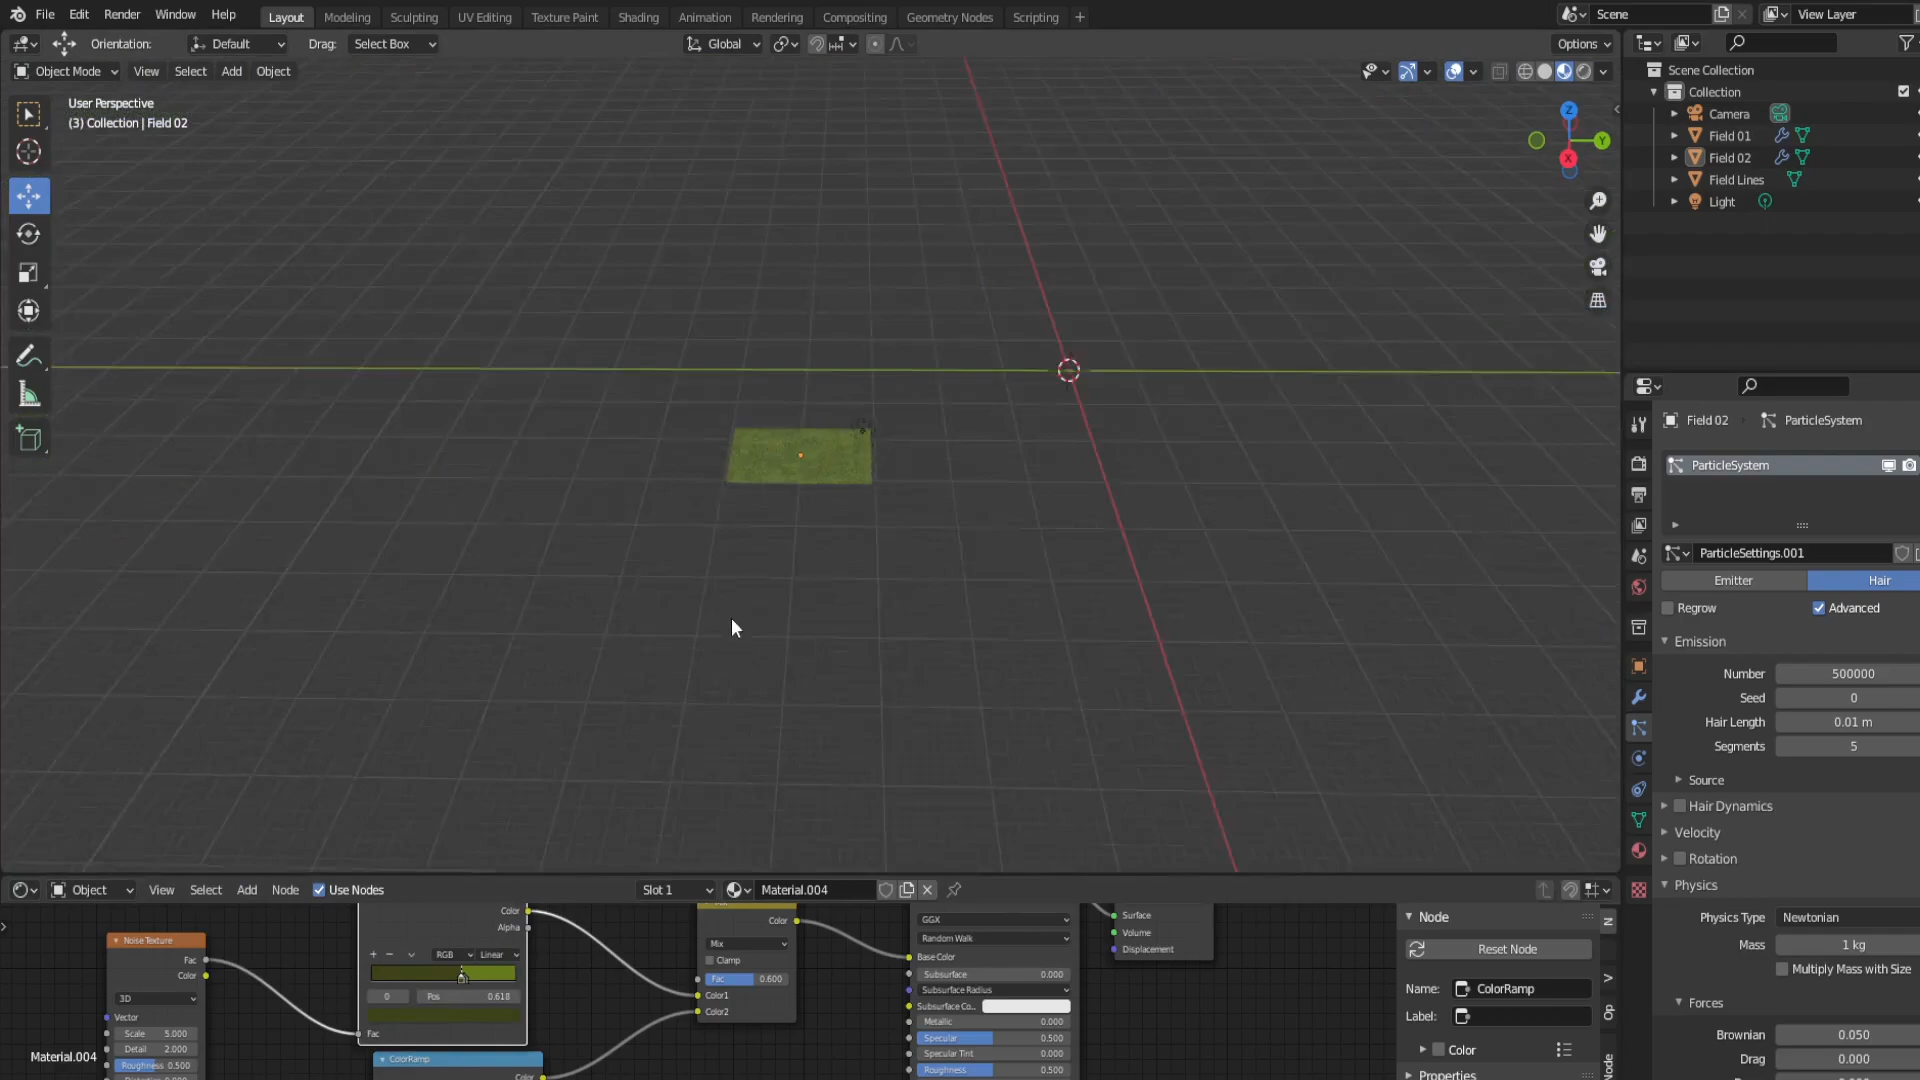 File Edit Render Window Help Layout Modeling Sculpting UV Editing Texture Paint Shading Animation Rendering Compositing Geometry Nodes Scripting + Scene View Layer
Orientation: Default Drag: Select Box Global Options
Object Mode View Select Add Object
User Perspective
(3) Collection | Field 02
Z
Y
X
Scene Collection
Collection
Camera
Field 01
Field 02
Field Lines
Light
Field 02 ParticleSystem
ParticleSystem
ParticleSettings.001
Emitter Hair
Regrow Advanced
Emission
Number 500000
Seed 0
Hair Length 0.01 m
Segments 5
Source
Hair Dynamics
Velocity
Rotation
Physics
Physics Type Newtonian
Mass 1 kg
Multiply Mass with Size
Forces
Brownian 0.050
Drag 0.000
Object View Select Add Node Use Nodes Slot 1 Material.004
Noise Texture
Fac
Color
3D
Vector
Scale 5.000
Detail 2.000
Roughness 0.500
Material.004
Color
Alpha
RGB Linear
0 Pos 0.618
Fac
ColorRamp
Color
Color
Mix
Clamp
Fac 0.600
Color1
Color2
GGX
Random Walk
Base Color
Subsurface 0.000
Subsurface Radius
Subsurface Co..
Metallic 0.000
Specular 0.500
Specular Tint 0.000
Roughness 0.500
Surface
Volume
Displacement
Node
Reset Node
Name: ColorRamp
Label:
Color
Properties
Op
Node